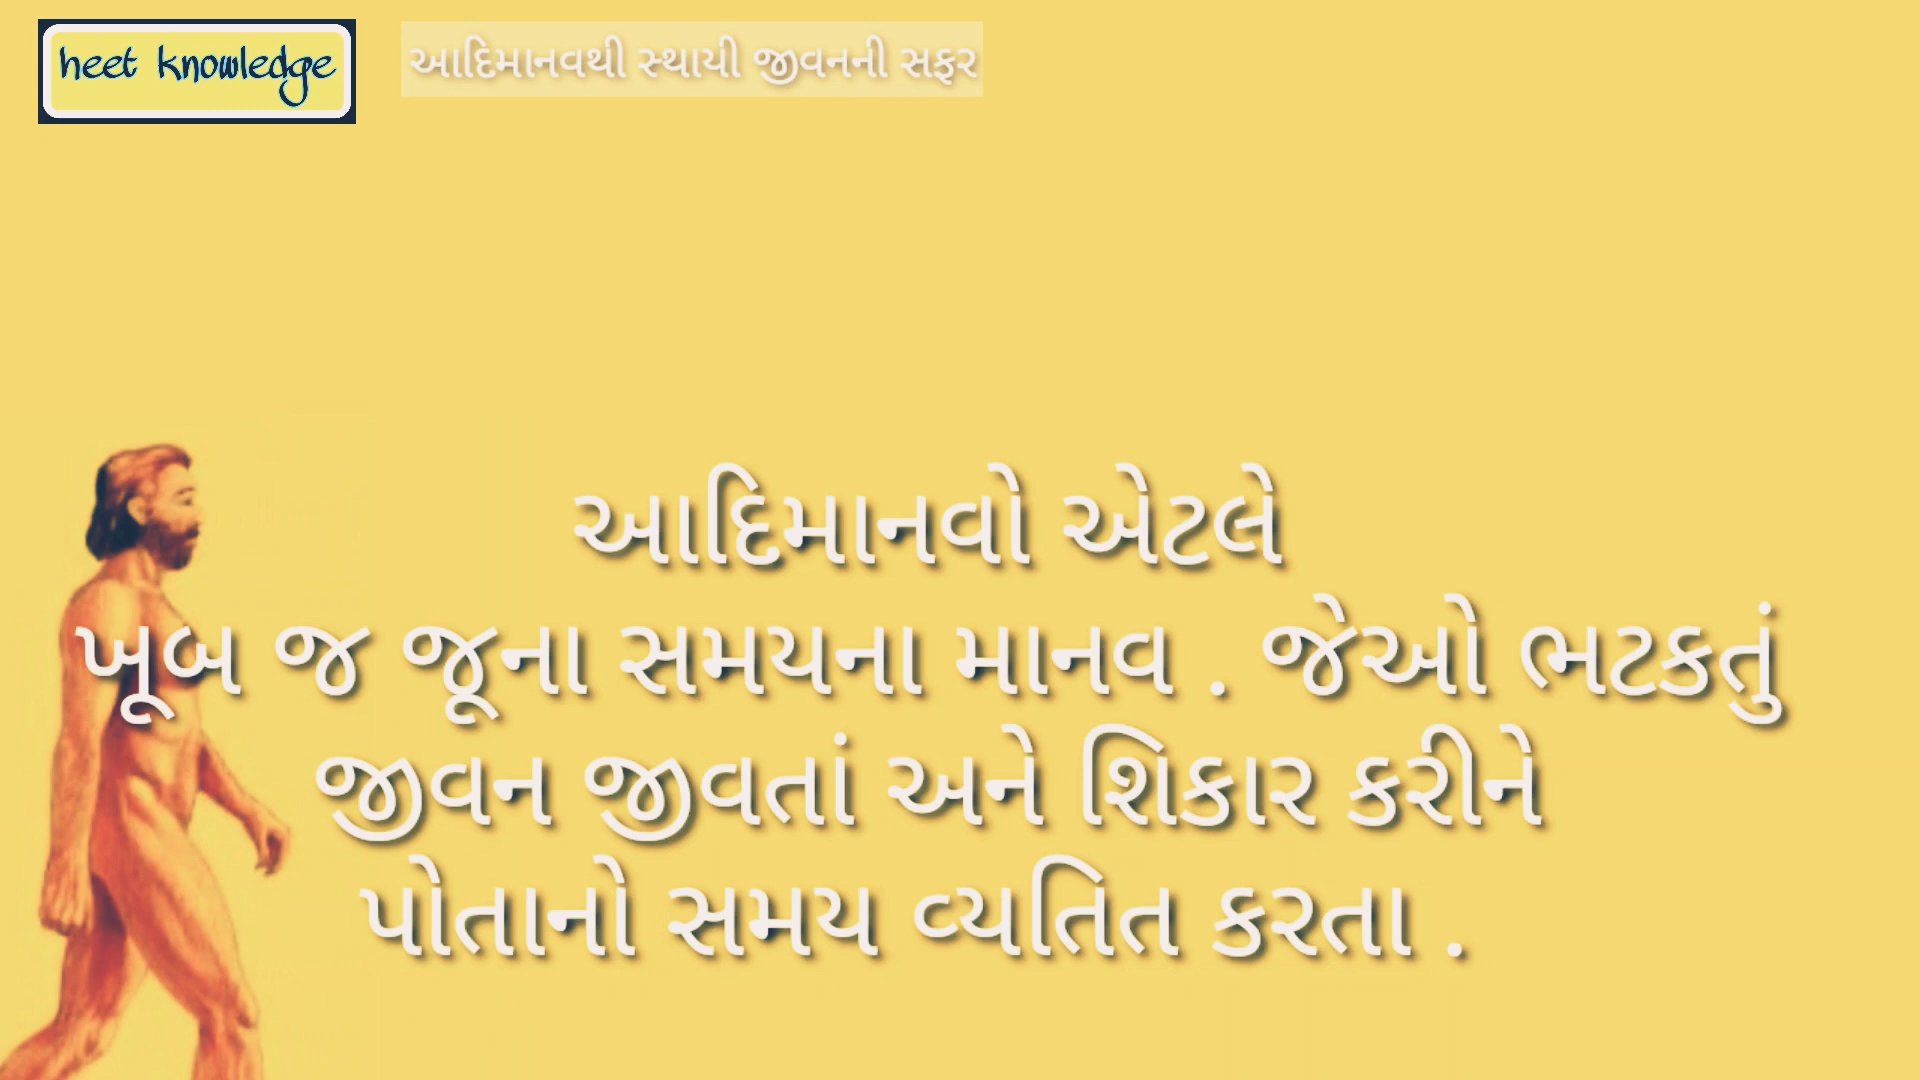 heet knowledge
આદિમાનવથી સ્થાયી જીવનની સફર
આદિમાનવો એટલે
ખૂબ જ જૂના સમયના માનવ . જેઓ ભટકતું
જીવન જીવતાં અને શિકાર કરીને
પોતાનો સમય વ્યતિત કરતા .